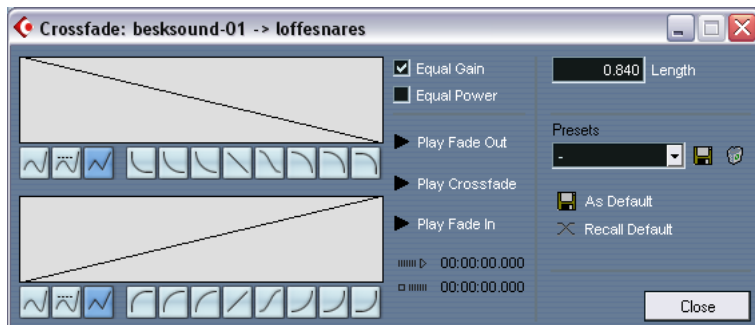 Crossfade: besksound-01 -> loffesnares
Equal Gain
Equal Power
Play Fade Out
Play Crossfade
Play Fade In
00:00:00.000
00:00:00.000
0.840 Length
Presets
-
As Default
Recall Default
Close